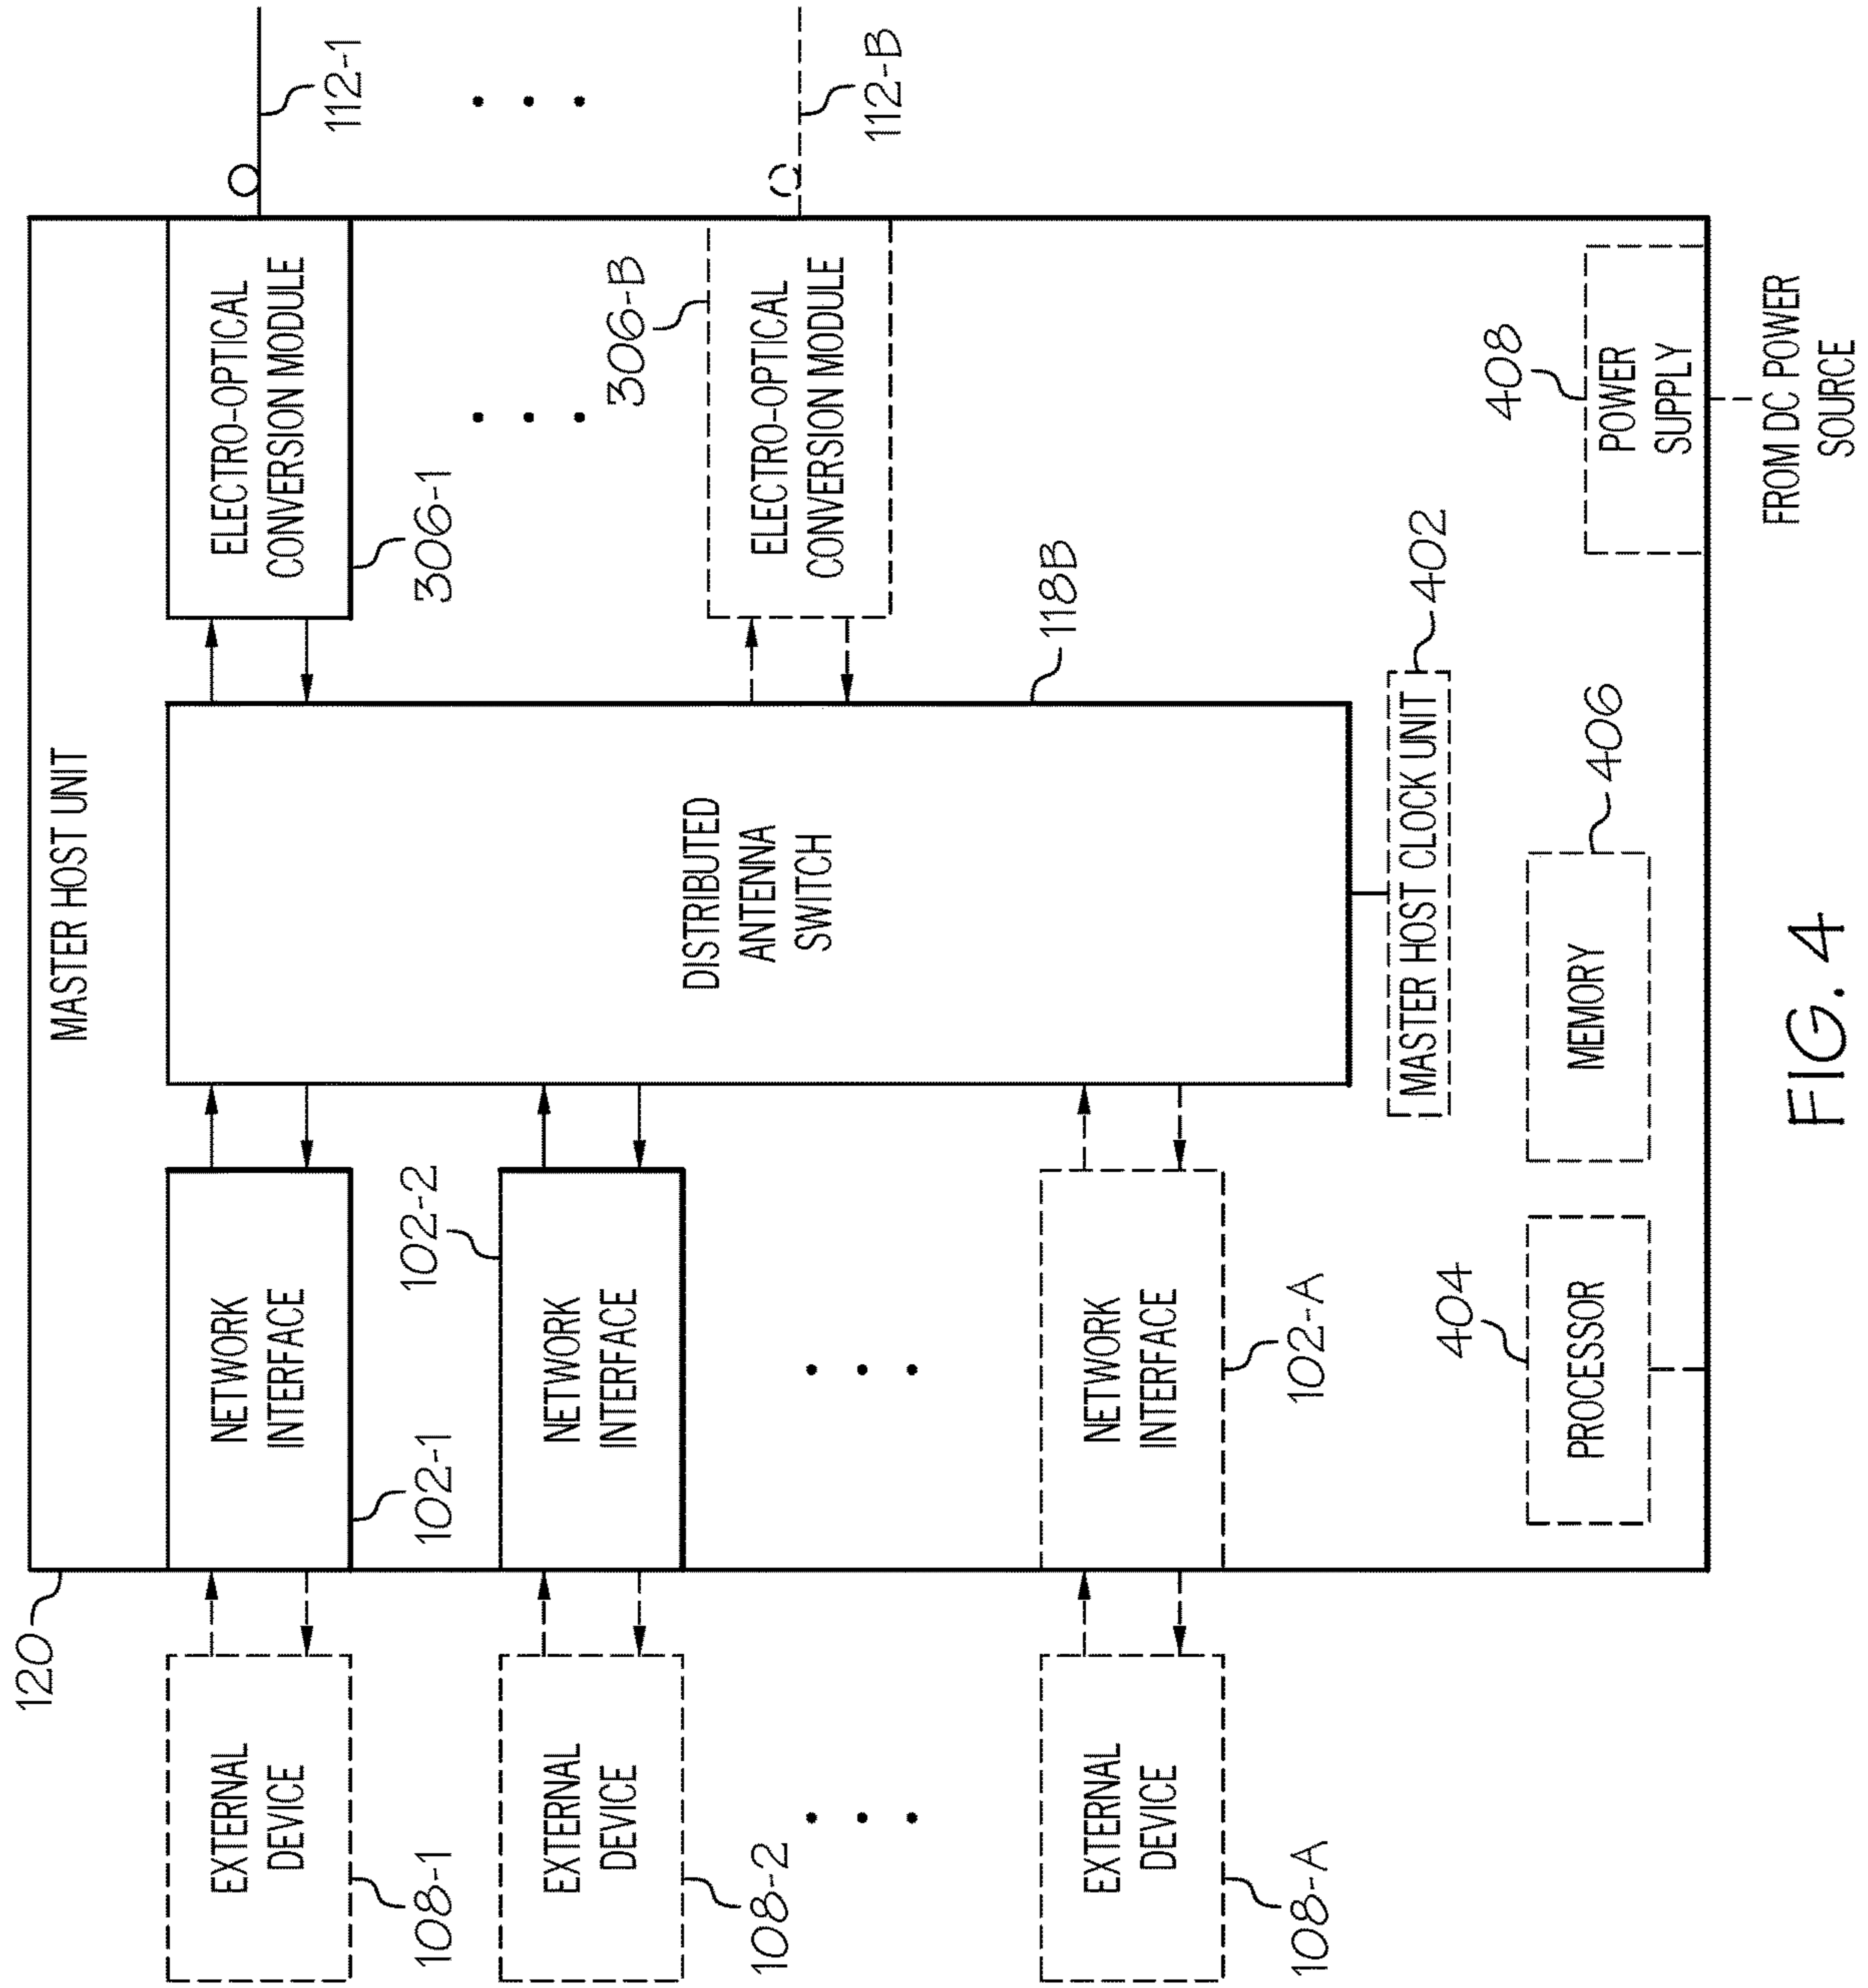 120
MASTER HOST UNIT
EXTERNAL
DEVICE
108-1
NETWORK
INTERFACE
102-1
ELECTRO-OPTICAL
CONVERSION MODULE
306-1
112-1
EXTERNAL
DEVICE
108-2
NETWORK
INTERFACE
102-2
DISTRIBUTED
ANTENNA
SWITCH
118B
306-B
ELECTRO-OPTICAL
CONVERSION MODULE
112-B
EXTERNAL
DEVICE
108-A
NETWORK
INTERFACE
102-A
MASTER HOST CLOCK UNIT
402
404
PROCESSOR
MEMORY
406
408
POWER
SUPPLY
FROM DC POWER
SOURCE
FIG. 4